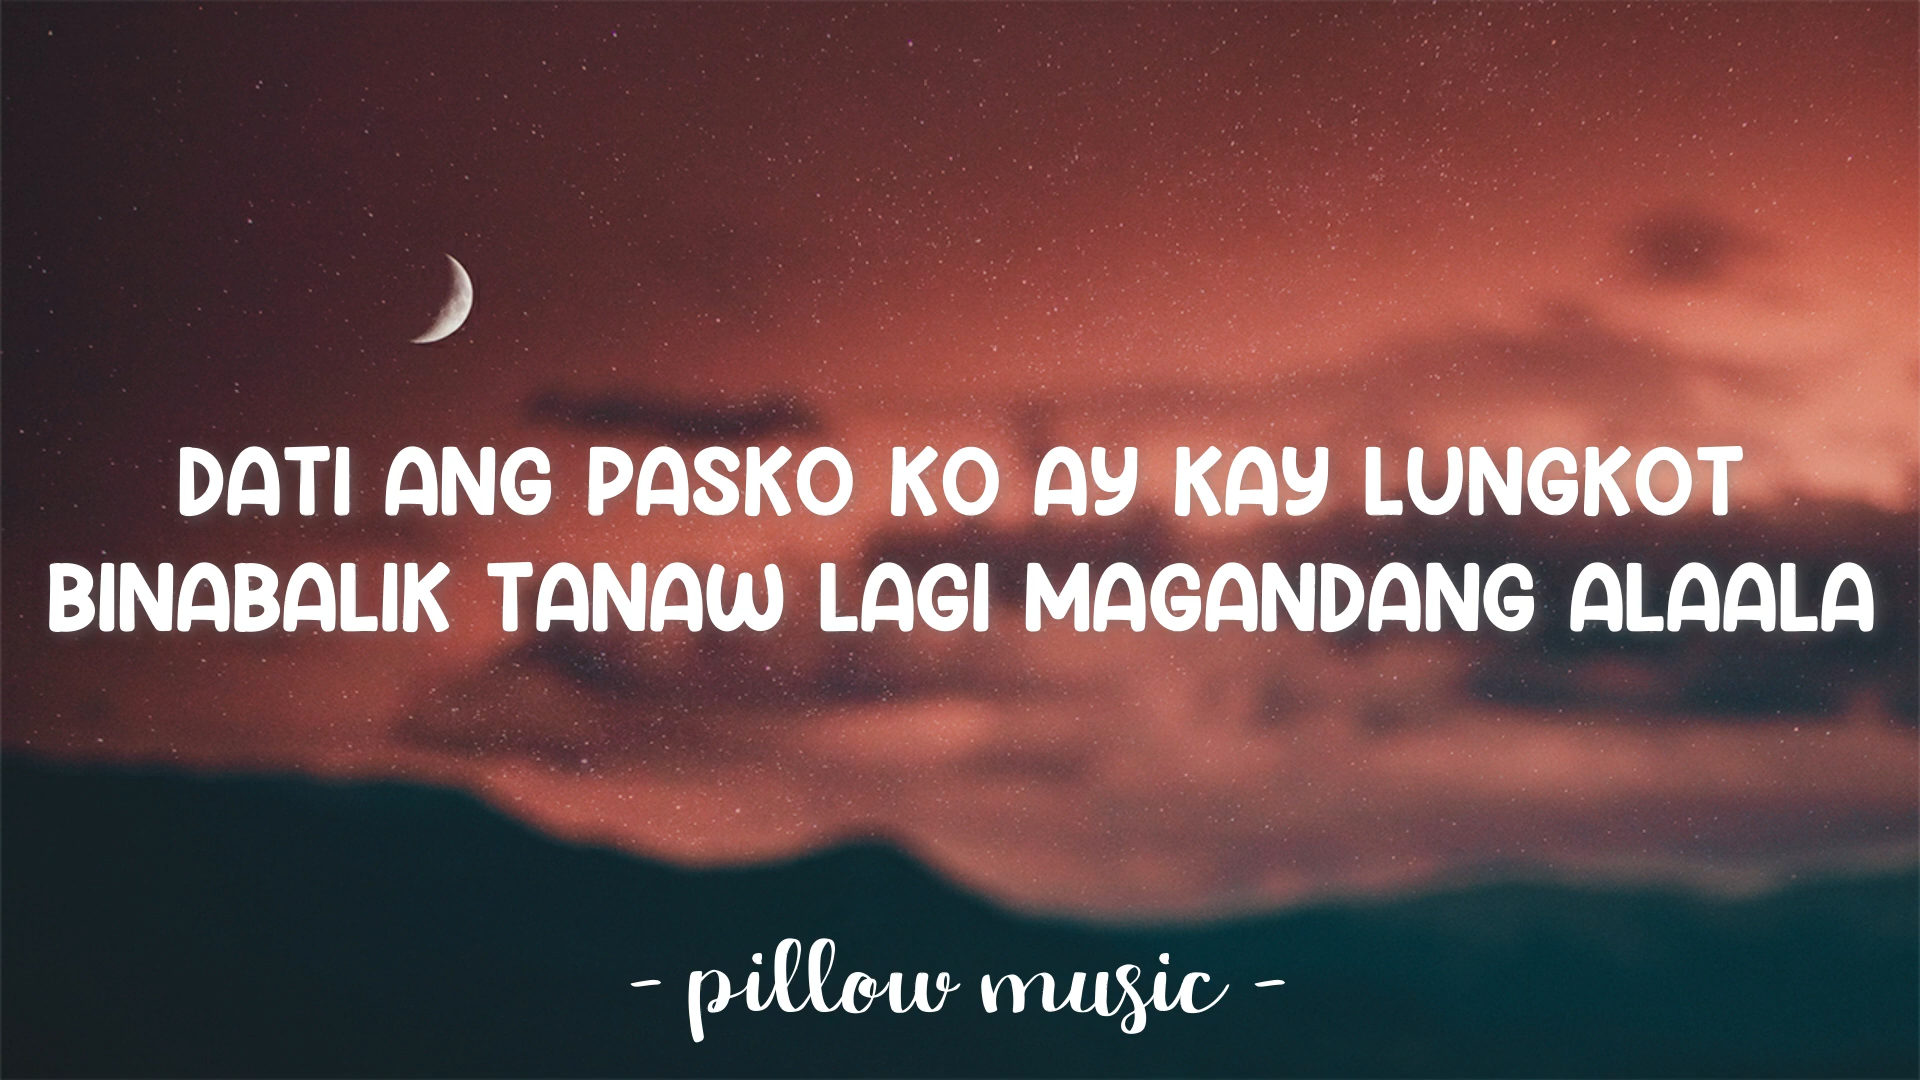 DATI ANG PASKO KO AY KAY LUNGKOT
BINABALIK TANAW LAGI MAGANDANG ALAALA
- pillow music -